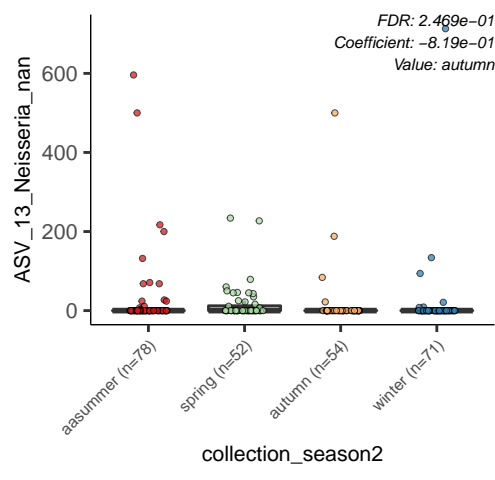 FDR: 2.469e−01
Coefficient: −8.19e−01
Value: autumn
ASV_13_Neisseria_nan
600
400
200
0
aasummer (n=78)
spring (n=52)
autumn (n=54)
winter (n=71)
collection_season2